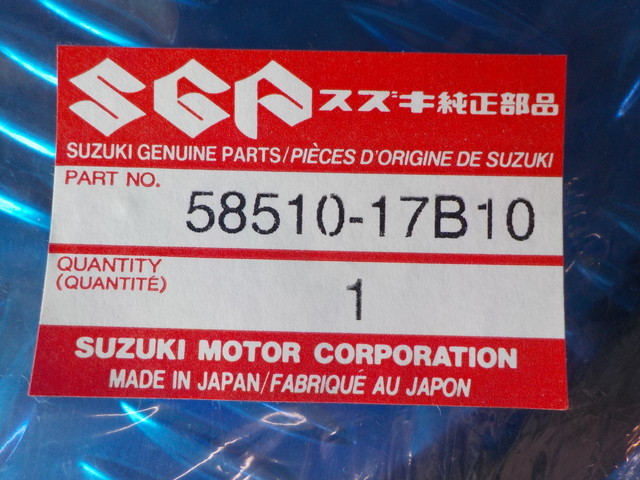 SGP スズキ純正部品
SUZUKI GENUINE PARTS/PIÈCES D'ORIGINE DE SUZUKI
PART NO.
58510-17B10
QUANTITY
(QUANTITÉ)
1
SUZUKI MOTOR CORPORATION
MADE IN JAPAN/FABRIQUÉ AU JAPON